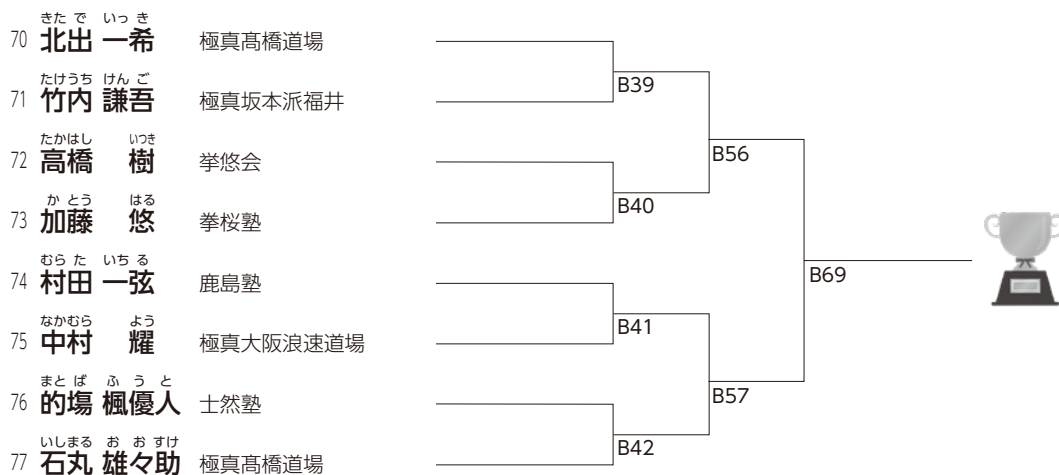 きた で いっ き
70 北出 一希 極真髙橋道場
たけうち けん ご
71 竹内 謙吾 極真坂本派福井
たかはし いつき
72 高橋 樹 挙悠会
か とう はる
73 加藤 悠 拳桜塾
むら た いち る
74 村田 一弦 鹿島塾
なかむら よう
75 中村 耀 極真大阪浪速道場
まと ば ふ う と
76 的塲 楓優人 士然塾
いしまる お お すけ
77 石丸 雄々助 極真髙橋道場
B39
B56
B40
B69
B41
B57
B42